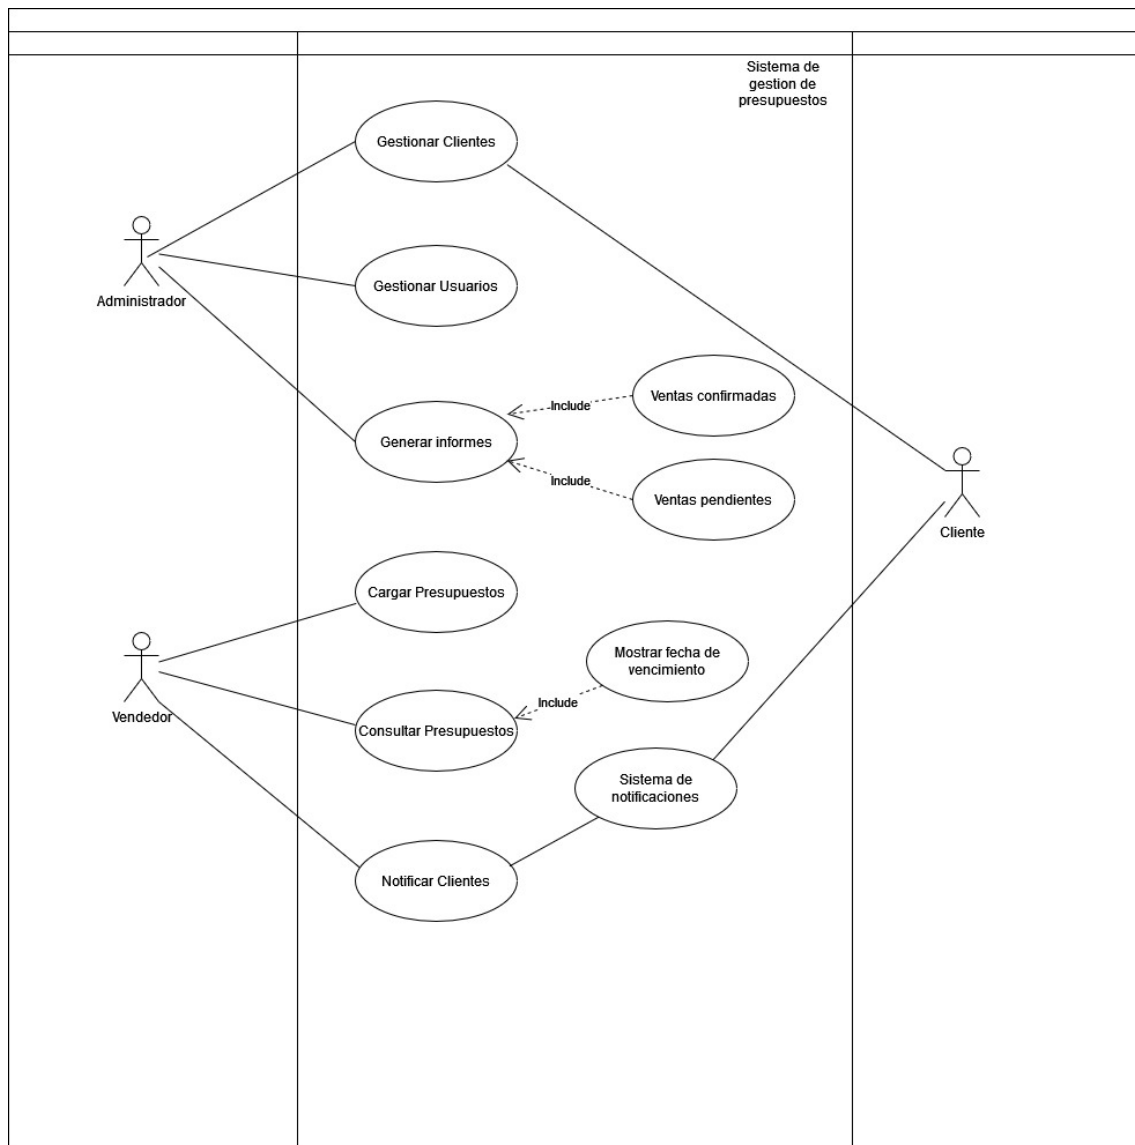 Sistema de
gestion de
presupuestos
Gestionar Clientes
Administrador
Gestionar Usuarios
Ventas confirmadas
Include
Generar informes
Include
Ventas pendientes
Cliente
Cargar Presupuestos
Mostrar fecha de
vencimiento
Include
Vendedor
Consultar Presupuestos
Sistema de
notificaciones
Notificar Clientes